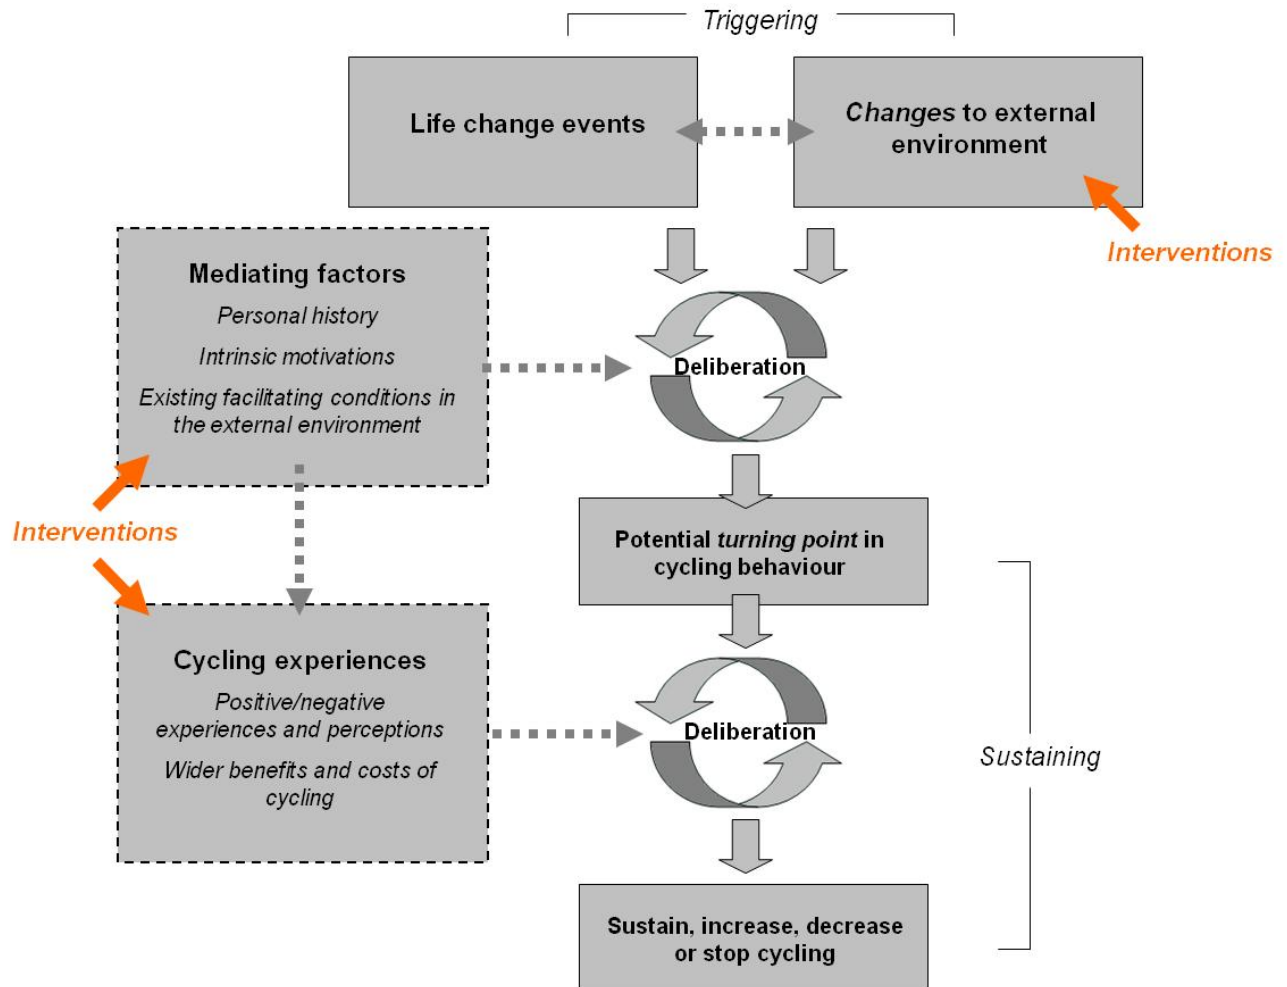 Triggering
Life change events
Changes to external
environment
Interventions
Mediating factors
Personal history
Intrinsic motivations
Existing facilitating conditions in
the external environment
Deliberation
Interventions
Potential turning point in
cycling behaviour
Cycling experiences
Positive/negative
experiences and perceptions
Wider benefits and costs of
cycling
Deliberation
Sustaining
Sustain, increase, decrease
or stop cycling